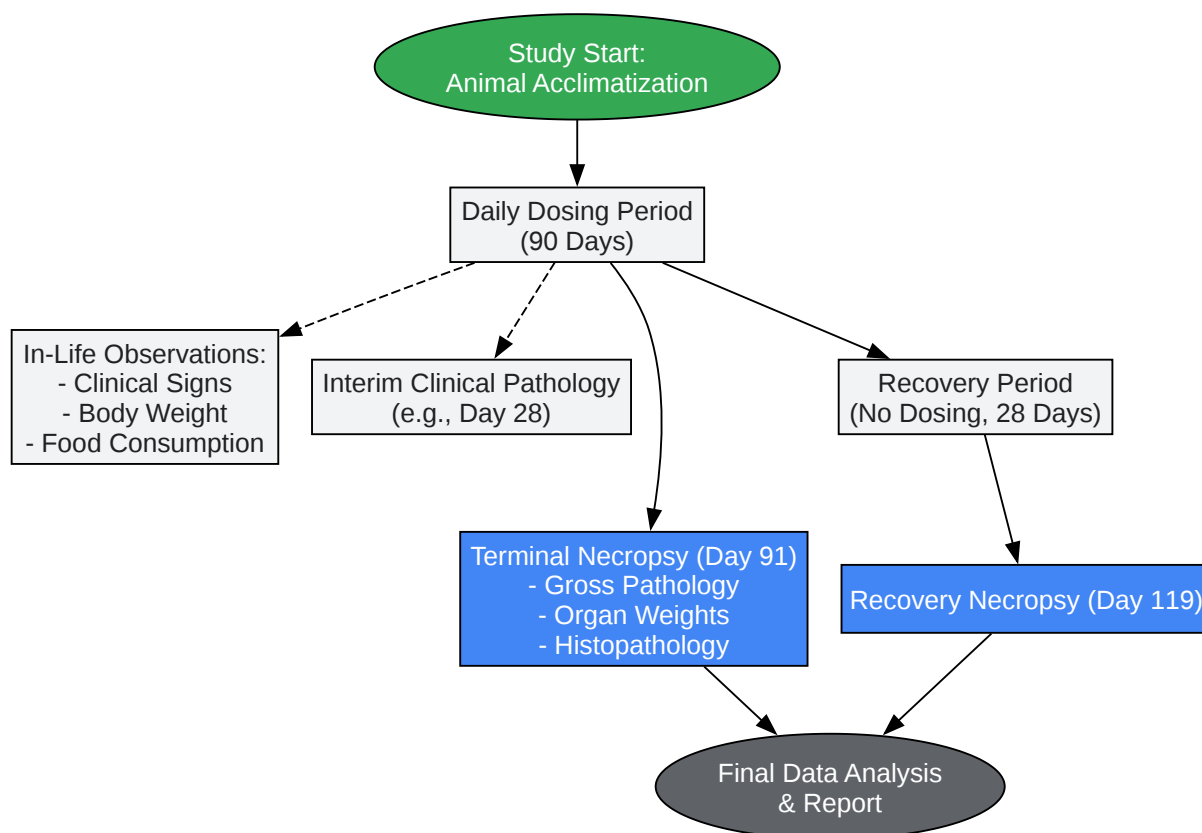 Study Start:
Animal Acclimatization
Daily Dosing Period
(90 Days)
In-Life Observations:
- Clinical Signs
- Body Weight
- Food Consumption
Interim Clinical Pathology
(e.g., Day 28)
Recovery Period
(No Dosing, 28 Days)
Terminal Necropsy (Day 91)
- Gross Pathology
- Organ Weights
- Histopathology
Recovery Necropsy (Day 119)
Final Data Analysis
& Report